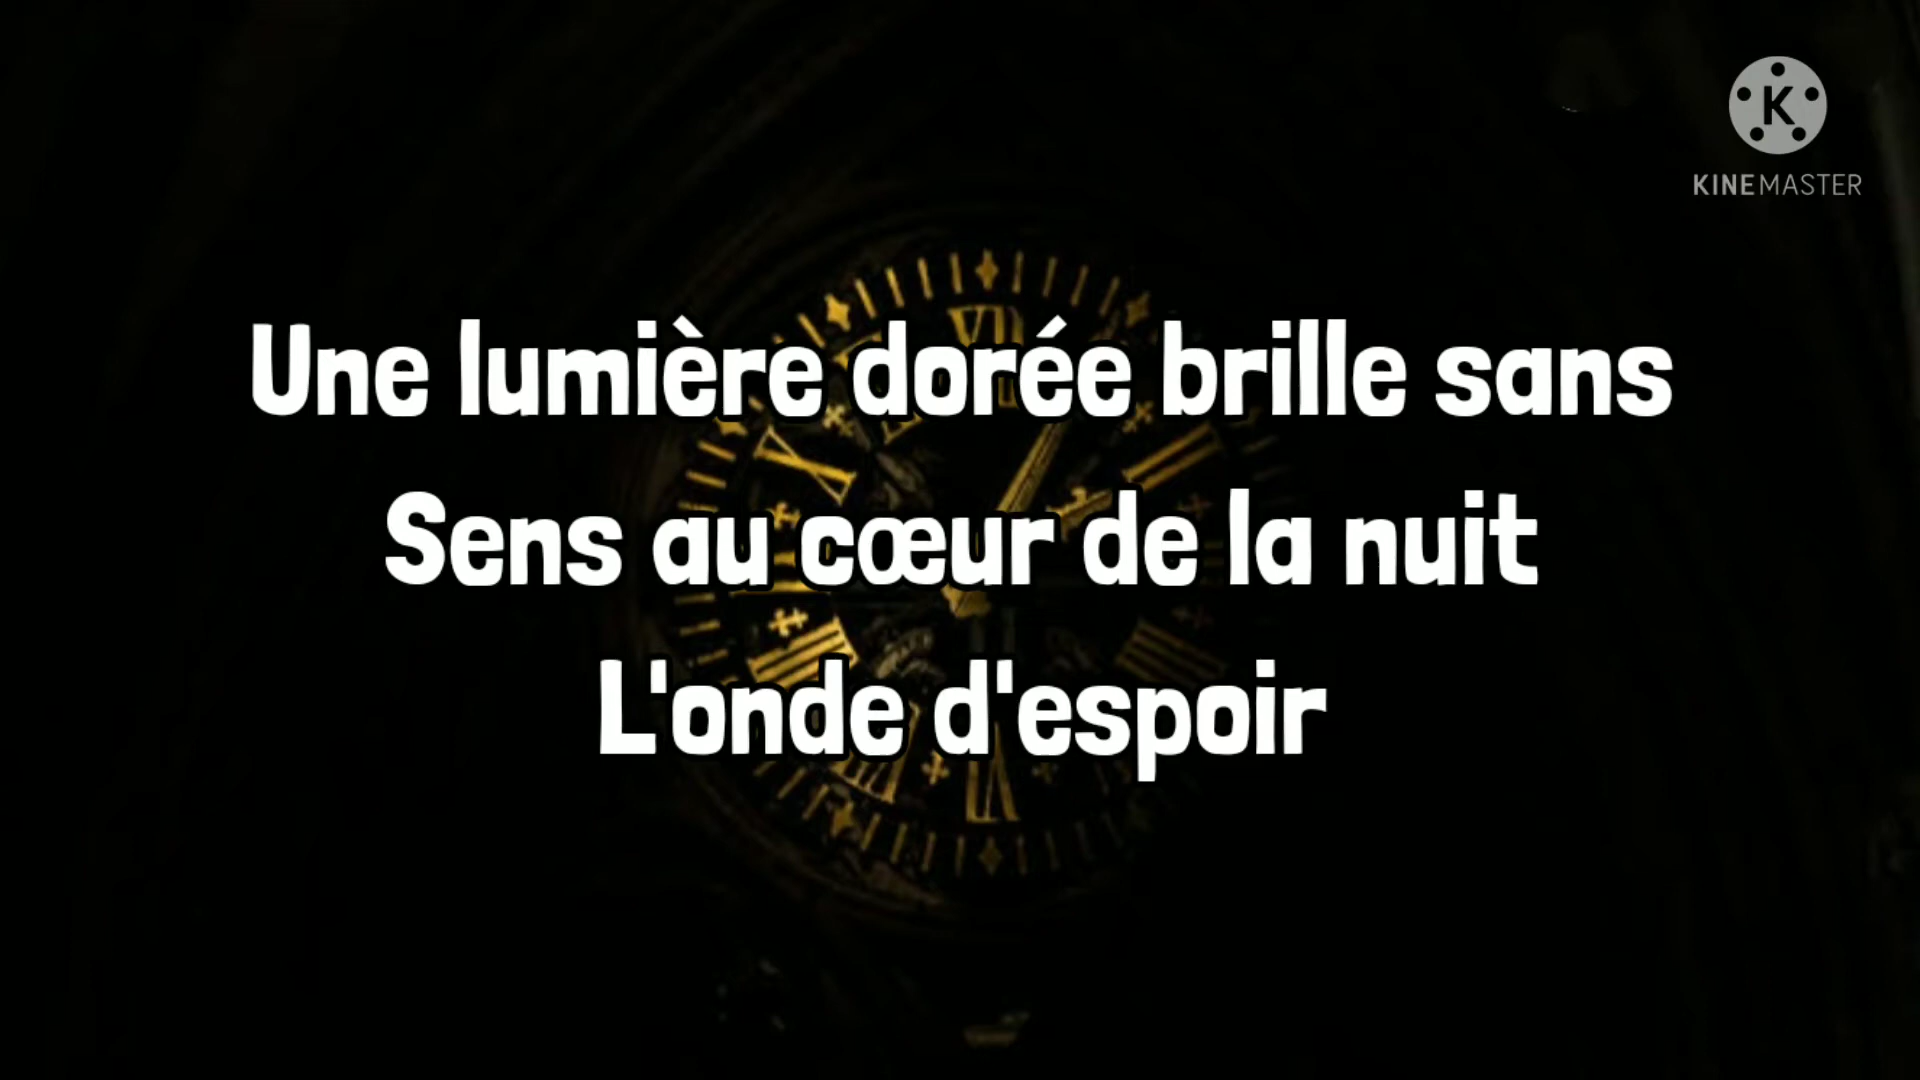 K
KINEMASTER
Une lumière dorée brille sans
Sens au cœur de la nuit
L'onde d'espoir